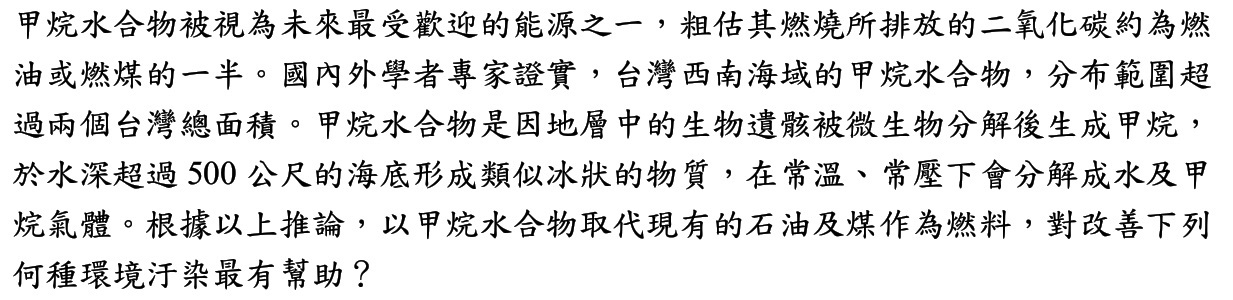 甲烷水合物被視為未來最受歡迎的能源之一，粗估其燃燒所排放的二氧化碳約為燃
油或燃煤的一半。國內外學者專家證實，台灣西南海域的甲烷水合物，分布範圍超
過兩個台灣總面積。甲烷水合物是因地層中的生物遺骸被微生物分解後生成甲烷，
於水深超過 500 公尺的海底形成類似冰狀的物質，在常溫、常壓下會分解成水及甲
烷氣體。根據以上推論，以甲烷水合物取代現有的石油及煤作為燃料，對改善下列
何種環境汙染最有幫助？